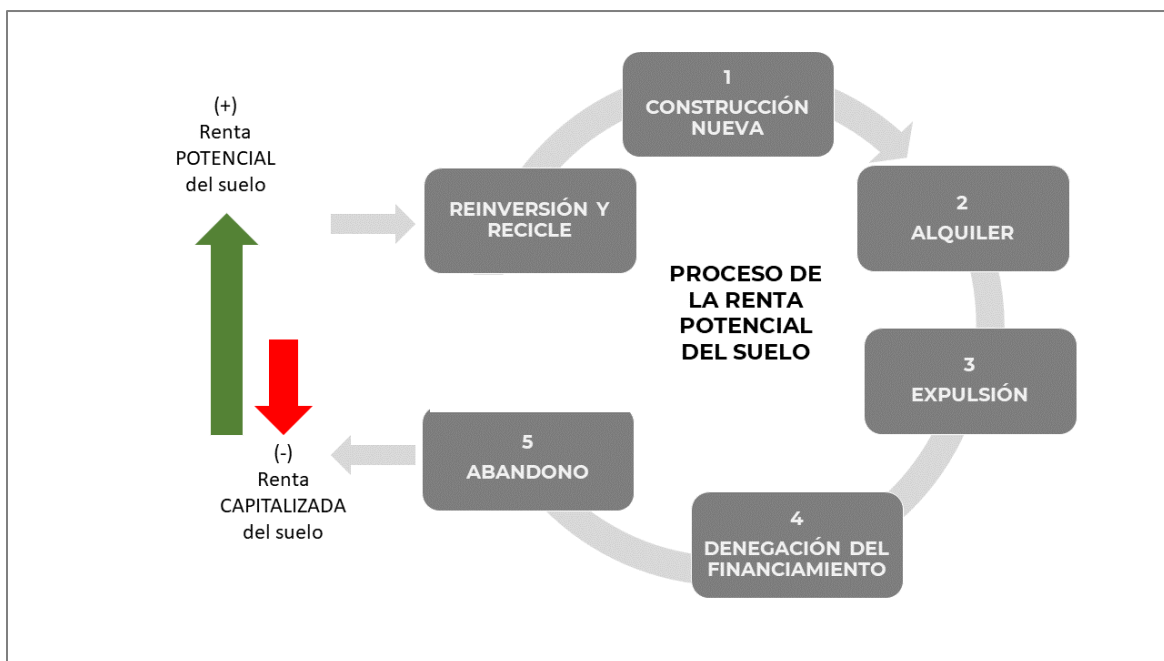 (+)
Renta
POTENCIAL
del suelo
REINVERSIÓN Y
RECICLE
1
CONSTRUCCIÓN
NUEVA
2
ALQUILER
PROCESO DE
LA RENTA
POTENCIAL
DEL SUELO
3
EXPULSIÓN
4
DENEGACIÓN DEL
FINANCIAMIENTO
5
ABANDONO
(-)
Renta
CAPITALIZADA
del suelo